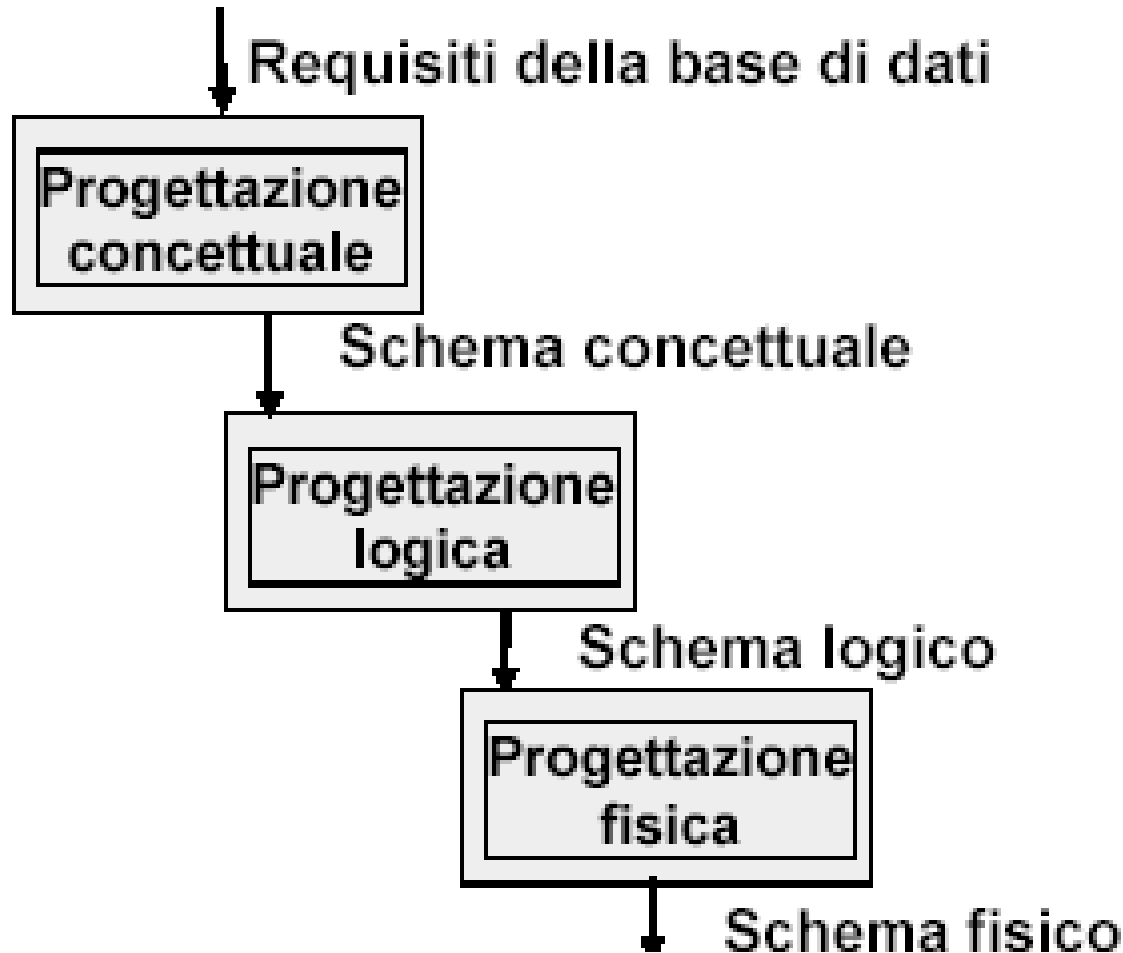 Requisiti della base di dati
Progettazione
concettuale
Schema concettuale
Progettazione
logica
Schema logico
Progettazione
fisica
Schema fisico